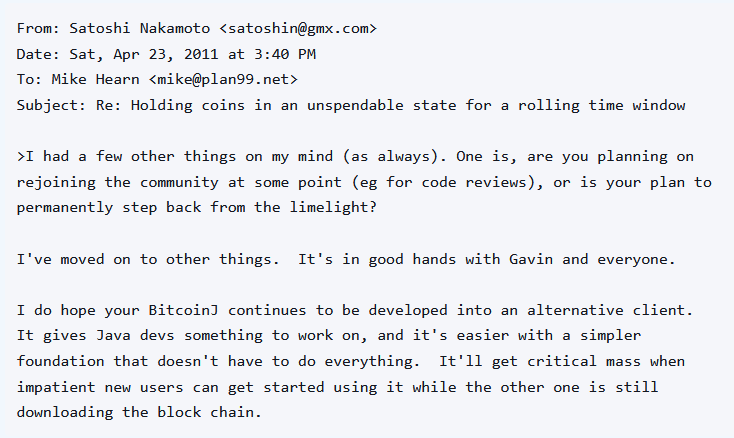 From: Satoshi Nakamoto <satoshin@gmx.com>
Date: Sat, Apr 23, 2011 at 3:40 PM
To: Mike Hearn <mike@plan99.net>
Subject: Re: Holding coins in an unspendable state for a rolling time window

>I had a few other things on my mind (as always). One is, are you planning on
rejoining the community at some point (eg for code reviews), or is your plan to
permanently step back from the limelight?

I've moved on to other things.  It's in good hands with Gavin and everyone.

I do hope your BitcoinJ continues to be developed into an alternative client.
It gives Java devs something to work on, and it's easier with a simpler
foundation that doesn't have to do everything.  It'll get critical mass when
impatient new users can get started using it while the other one is still
downloading the block chain.